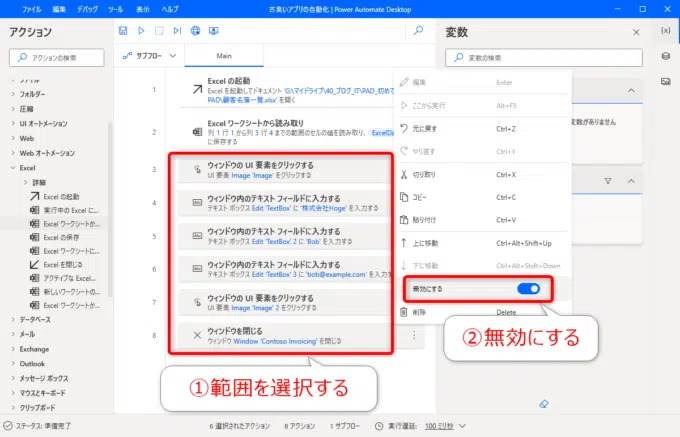 ファイル 編集 デバッグ ツール 表示 ヘルプ 古臭いアプリの自動化 | Power Automate Desktop
アクション
アクションの検索
ファイル
フォルダー
圧縮
UI オートメーション
Web
Web オートメーション
Excel
詳細
Excel の起動
実行中の Excel に...
Excel ワークシートか...
Excel の保存
Excel ワークシートに...
Excel を閉じる
アクティブな Excel...
新しいワークシートの...
Excel ワークシートか...
データベース
メール
Exchange
Outlook
メッセージ ボックス
マウスとキーボード
クリップボード
サブフロー Main
1 Excel の起動
Excel を起動してドキュメント 'G:\マイドライブ\40_ブログ_IT\PAD_初めて
PAD\顧客名簿一覧.xlsx' を開く
2 Excel ワークシートから読み取り
列 1 行 1 から列 3 行 4 までの範囲のセルの値を読み取り、 ExcelDa
に保存する
3 ウィンドウの UI 要素をクリックする
UI 要素 Image 'Image' をクリックする
4 ウィンドウ内のテキスト フィールドに入力する
テキスト ボックス Edit 'TextBox' に '株式会社Hoge' を入力する
5 ウィンドウ内のテキスト フィールドに入力する
テキスト ボックス Edit 'TextBox' 2 に 'Bob' を入力する
6 ウィンドウ内のテキスト フィールドに入力する
テキスト ボックス Edit 'TextBox' 3 に 'bob@example.com' を入力
7 ウィンドウの UI 要素をクリックする
UI 要素 Image 'Image' 2 をクリックする
8 ウィンドウを閉じる
ウィンドウ Window 'Contoso Invoicing' を閉じる
①範囲を選択する
編集 Enter
ここから実行 Alt+F5
元に戻す Ctrl+Z
やり直す Ctrl+Y
切り取り Ctrl+X
コピー Ctrl+C
貼り付け Ctrl+V
上に移動 Ctrl+Alt+Shift+Up
下に移動 Ctrl+Alt+Shift+Down
無効にする
削除 Delete
②無効にする
変数
{x}
変数の検索
変数がありません
ステータス: 準備完了 6 選択されたアクション 8 アクション 1 サブフロー 実行遅延: 100 ミリ秒